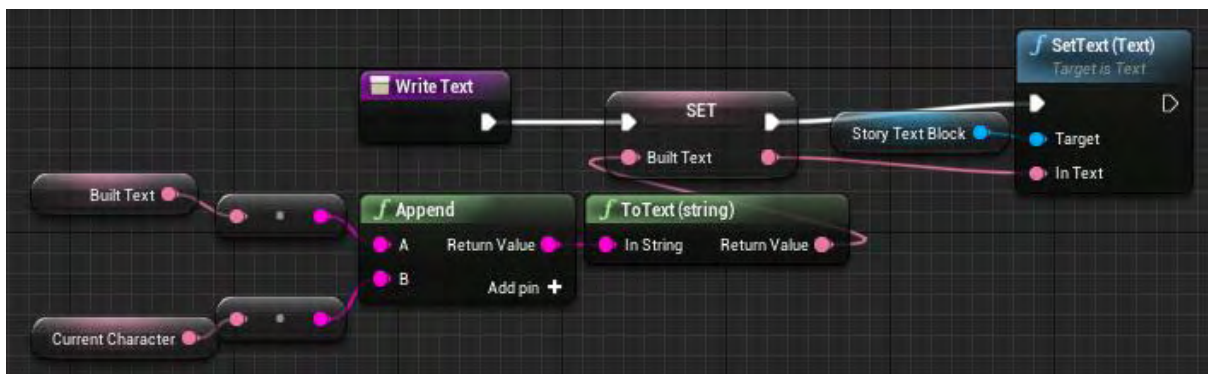 SetText (Text)
Target is Text
Write Text
SET
Story Text Block
Target
Built Text
In Text
Built Text
Append
ToText (string)
A
Return Value
In String
Return Value
B
Add pin +
Current Character